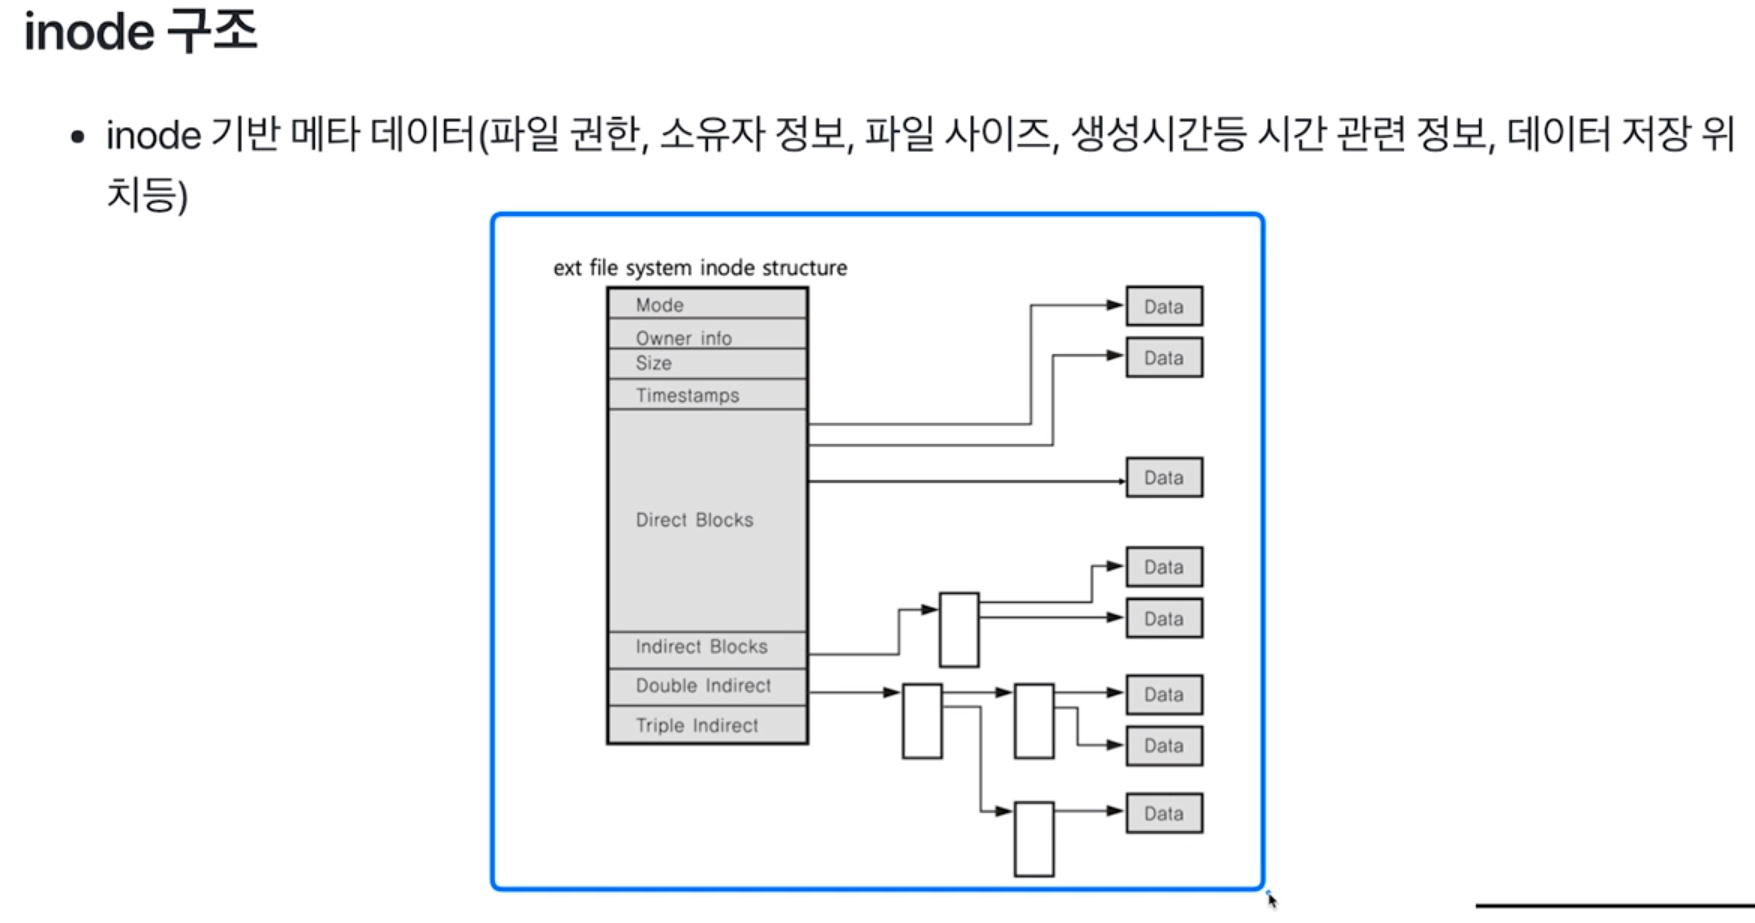 inode 구조
• inode 기반 메타 데이터(파일 권한, 소유자 정보, 파일 사이즈, 생성시간등 시간 관련 정보, 데이터 저장 위
치등)
ext file system inode structure
Mode
Owner info
Size
Timestamps
Direct Blocks
Indirect Blocks
Double Indirect
Triple Indirect
Data
Data
Data
Data
Data
Data
Data
Data